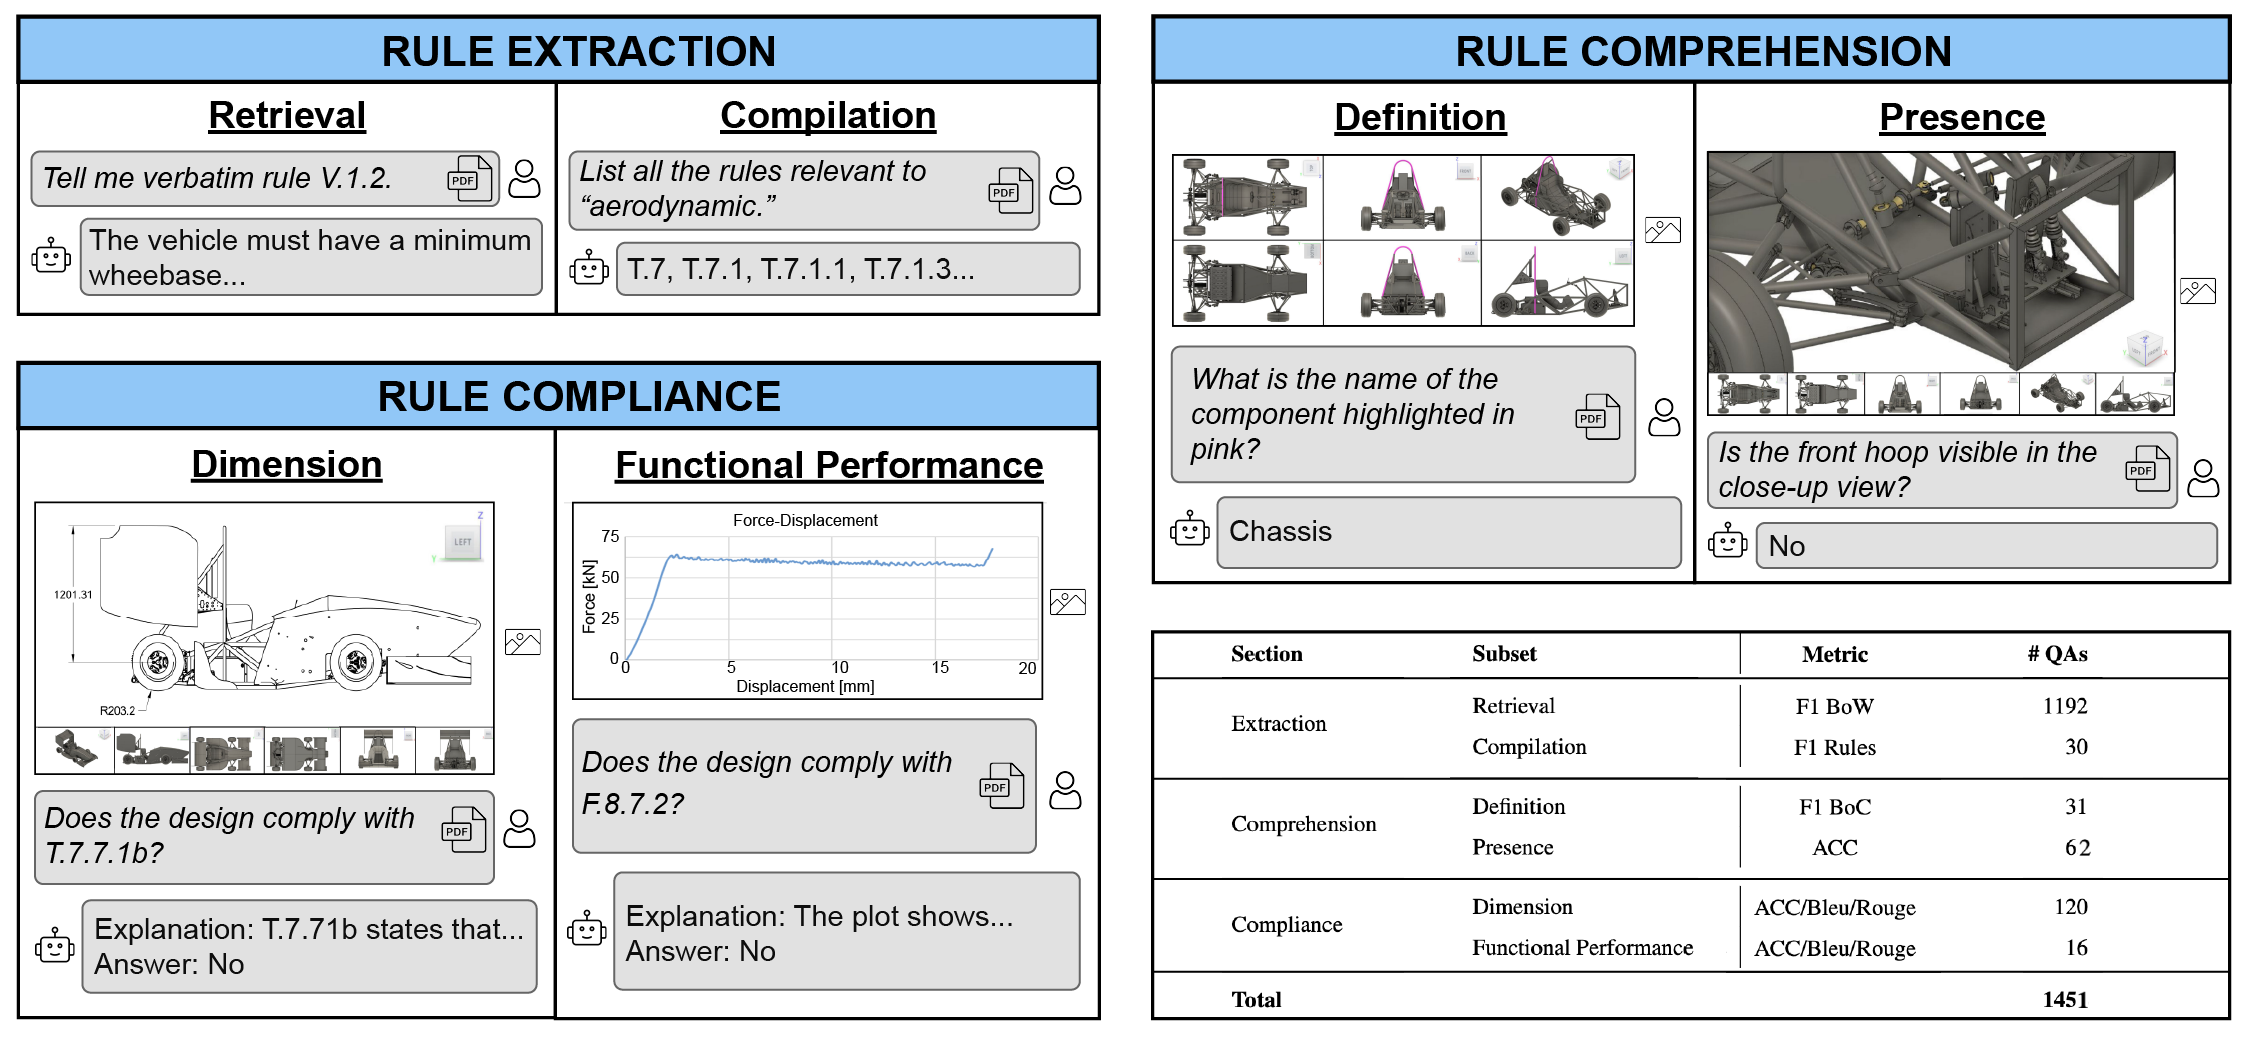 RULE EXTRACTION
Retrieval
Tell me verbatim rule V.1.2.
PDF
The vehicle must have a minimum
wheebase...
Compilation
List all the rules relevant to
“aerodynamic.”
PDF
T.7, T.7.1, T.7.1.1, T.7.1.3...
RULE COMPLIANCE
Dimension
Z
LEFT
Y
1201.31
R203.2
Does the design comply with
T.7.7.1b?
PDF
Explanation: T.7.71b states that...
Answer: No
Functional Performance
Force-Displacement
Force [kN]
75
50
25
0
0 5 10 15 20
Displacement [mm]
Does the design comply with
F.8.7.2?
PDF
Explanation: The plot shows...
Answer: No
RULE COMPREHENSION
Definition
What is the name of the
component highlighted in
pink?
PDF
Chassis
Presence
Z
LEFT FRONT
X
Is the front hoop visible in the
close-up view?
PDF
No
Section Subset Metric # QAs
Extraction
Retrieval F1 BoW 1192
Compilation F1 Rules 30
Comprehension
Definition F1 BoC 31
Presence ACC 62
Compliance
Dimension ACC/Bleu/Rouge 120
Functional Performance ACC/Bleu/Rouge 16
Total 1451